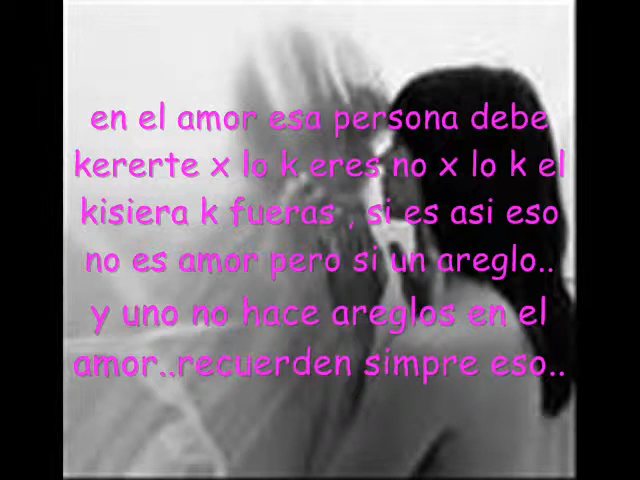 en el amor esa persona debe
kererte x lo k eres no x lo k el
kisiera k fueras , si es asi eso
no es amor pero si un areglo..
y uno no hace areglos en el
amor..recuerden simpre eso..